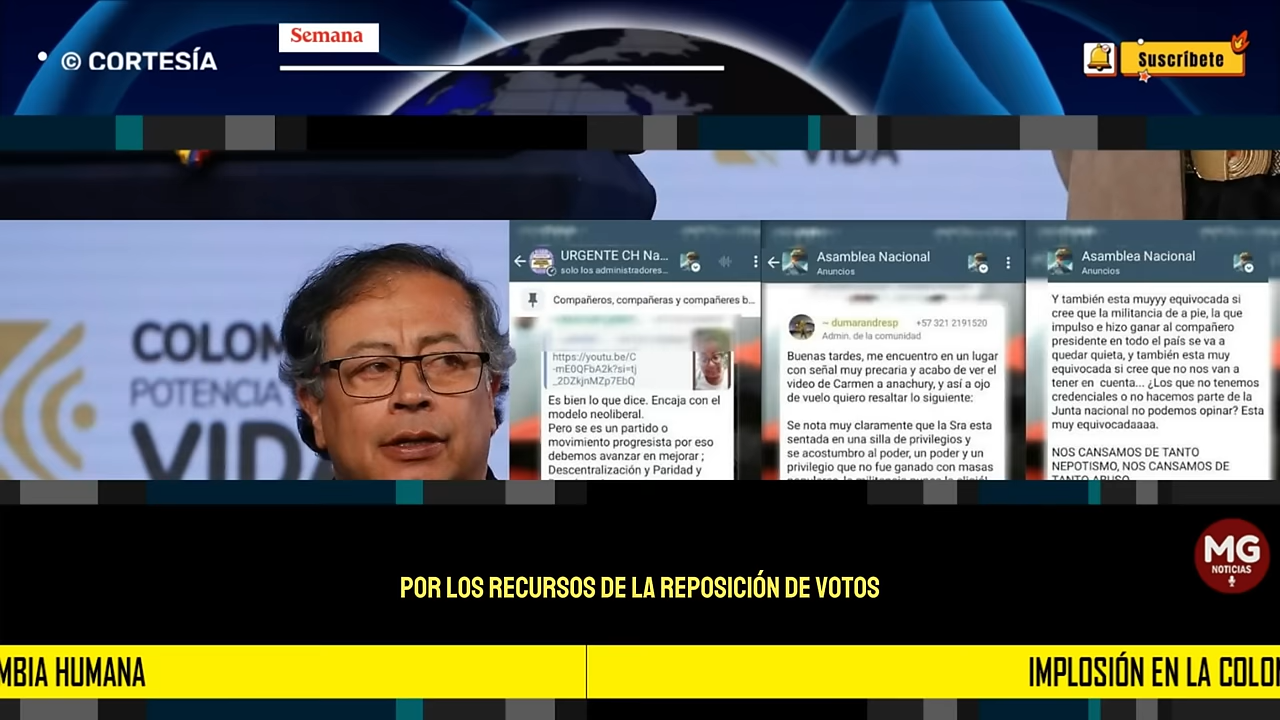 © CORTESÍA
Semana
Suscríbete
VIDA
COLOM
POTENCIA
VIDA
URGENTE CH Na...
solo los administradores...
Compañeros, compañeras y compañeres b...
https://youtu.be/C
-mE0QFbA2k?si=tj
_2DZkjnMZp7EbQ
Es bien lo que dice. Encaja con el
modelo neoliberal.
Pero se es un partido o
movimiento progresista por eso
debemos avanzar en mejorar ;
Descentralización y Paridad y
Asamblea Nacional
Anuncios
~ dumarandresp +57 321 2191520
Admin. de la comunidad
Buenas tardes, me encuentro en un lugar
con señal muy precaria y acabo de ver el
video de Carmen a anachury, y así a ojo
de vuelo quiero resaltar lo siguiente:
Se nota muy claramente que la Sra esta
sentada en una silla de privilegios y
se acostumbro al poder, un poder y un
privilegio que no fue ganado con masas
Asamblea Nacional
Anuncios
Y también esta muyyy equivocada si
cree que la militancia de a pie, la que
impulso e hizo ganar al compañero
presidente en todo el país se va a
quedar quieta, y también esta muy
equivocada si cree que no nos van a
tener en cuenta... ¿Los que no tenemos
credenciales o no hacemos parte de la
Junta nacional no podemos opinar? Esta
muy equivocadaaaa.
NOS CANSAMOS DE TANTO
NEPOTISMO, NOS CANSAMOS DE
TANTO ABUSO
MG
NOTICIAS
POR LOS RECURSOS DE LA REPOSICIÓN DE VOTOS
MBIA HUMANA
IMPLOSIÓN EN LA COLO